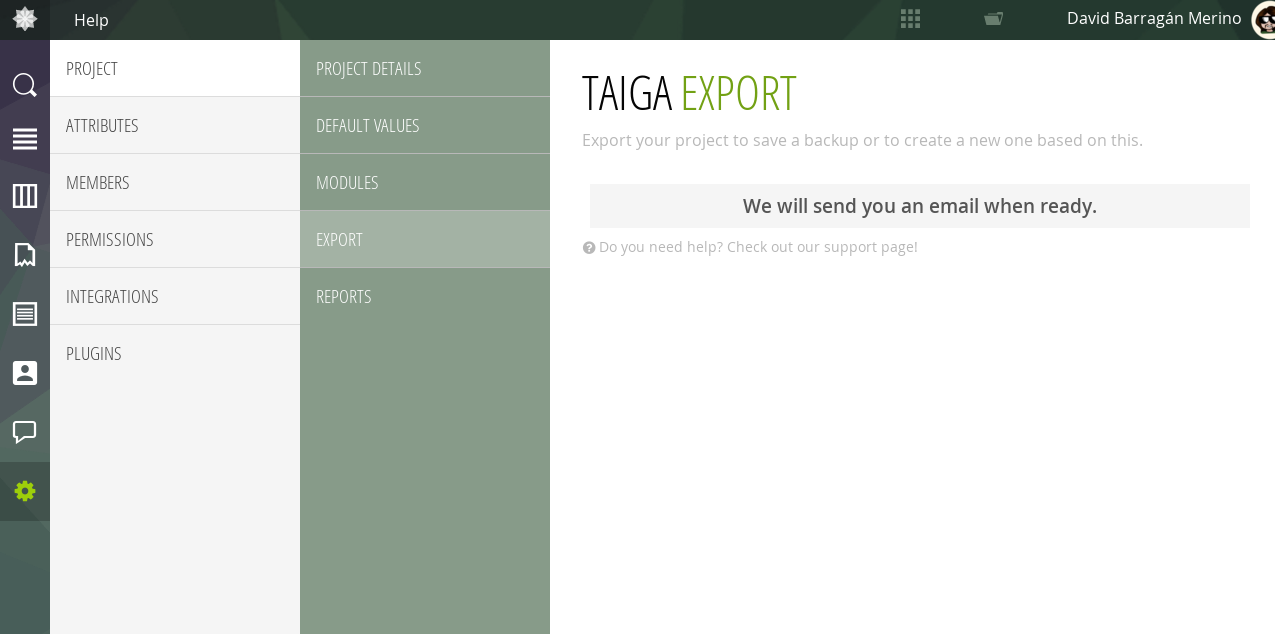 Help
David Barragán Merino
PROJECT
ATTRIBUTES
MEMBERS
PERMISSIONS
INTEGRATIONS
PLUGINS
PROJECT DETAILS
DEFAULT VALUES
MODULES
EXPORT
REPORTS
TAIGA EXPORT
Export your project to save a backup or to create a new one based on this.
We will send you an email when ready.
Do you need help? Check out our support page!